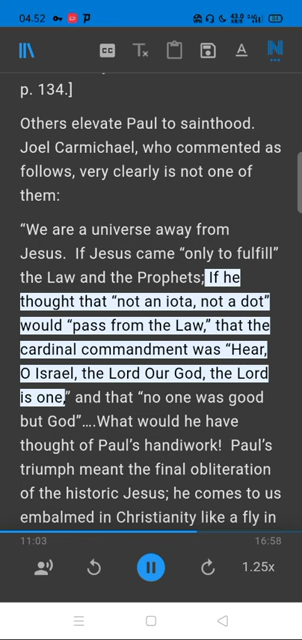 04.52
CC
p. 134.]
Others elevate Paul to sainthood.
Joel Carmichael, who commented as
follows, very clearly is not one of
them:
“We are a universe away from
Jesus.  If Jesus came “only to fulfill”
the Law and the Prophets; If he
thought that “not an iota, not a dot”
would “pass from the Law,” that the
cardinal commandment was “Hear,
O Israel, the Lord Our God, the Lord
is one,” and that “no one was good
but God”….What would he have
thought of Paul’s handiwork!  Paul’s
triumph meant the final obliteration
of the historic Jesus; he comes to us
embalmed in Christianity like a fly in
11:03
16:58
1.25x